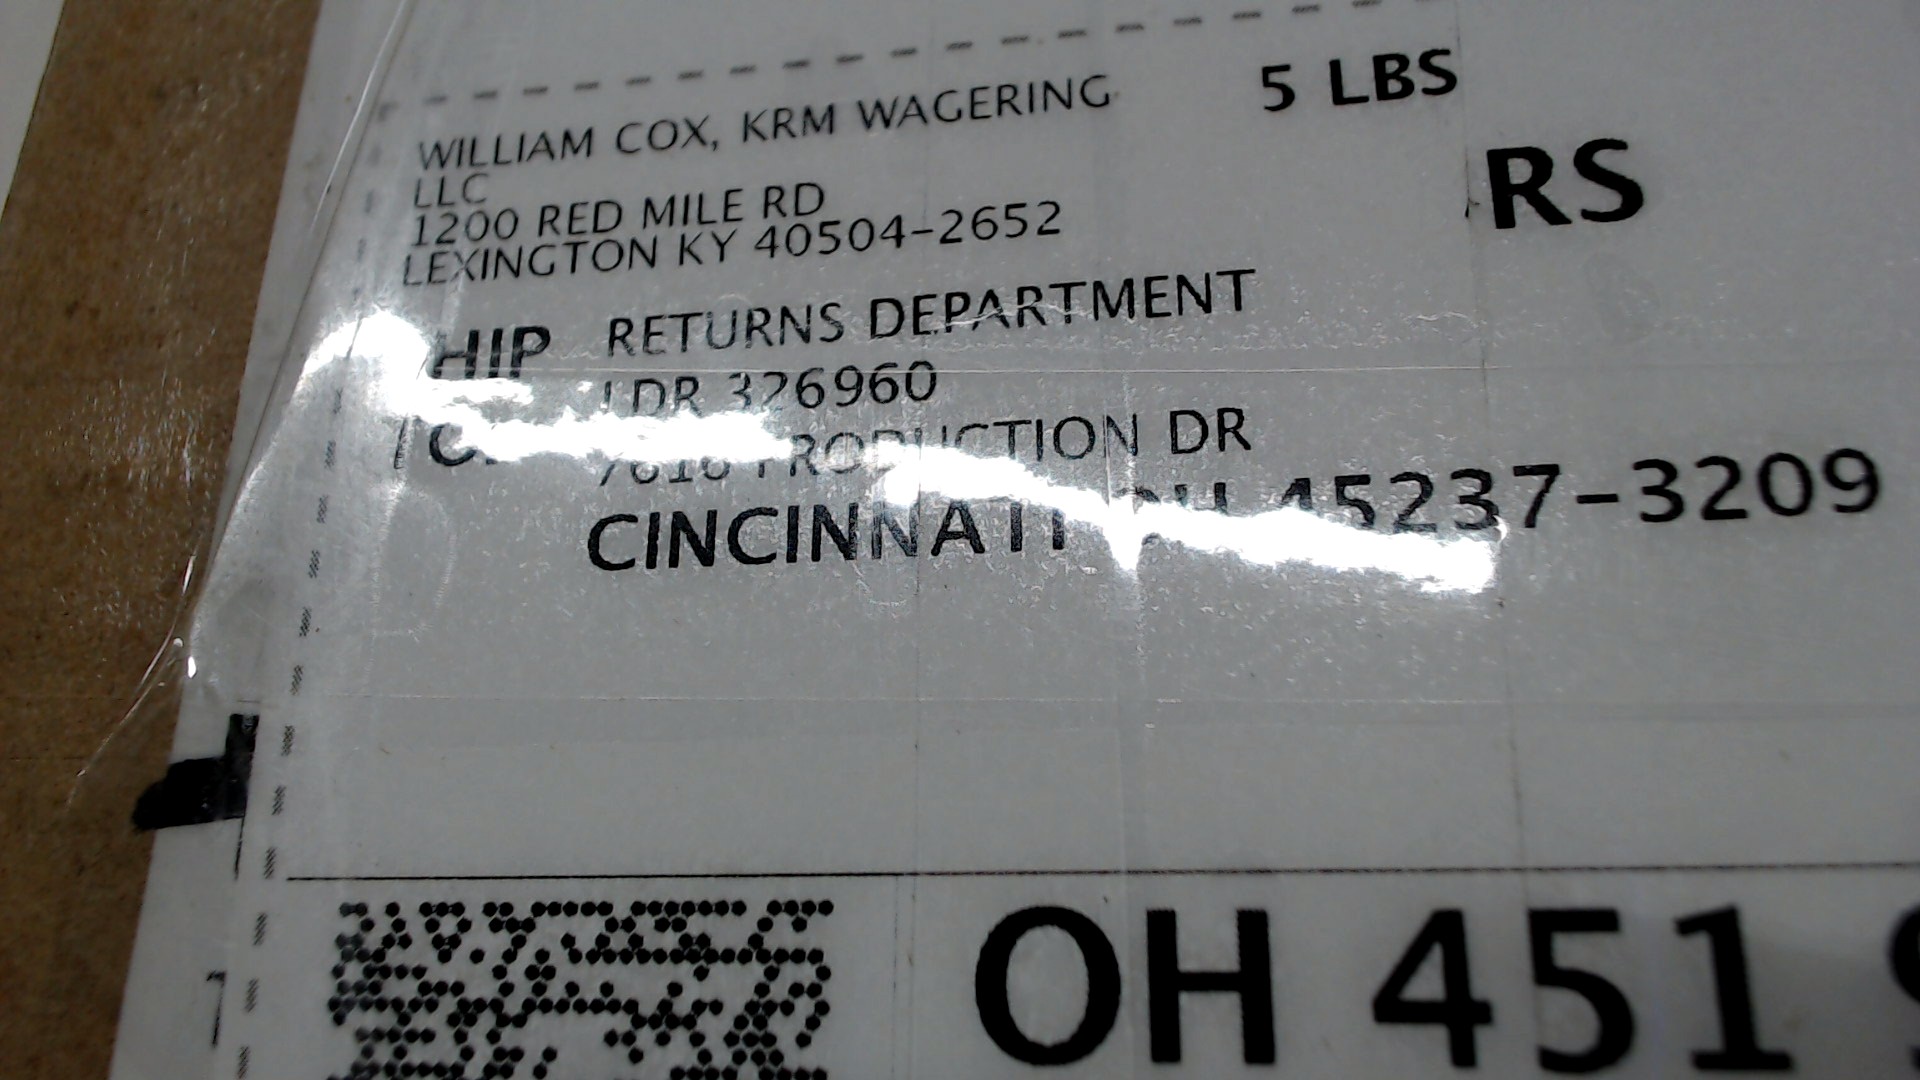 WILLIAM COX, KRM WAGERING
5 LBS
LLC
RS
1200 RED MILE RD
LEXINGTON KY 40504-2652
HIP
RETURNS DEPARTMENT
LDR 326960
PRODUCTION DR
CINCINNATI OH 45237-3209
OH 451